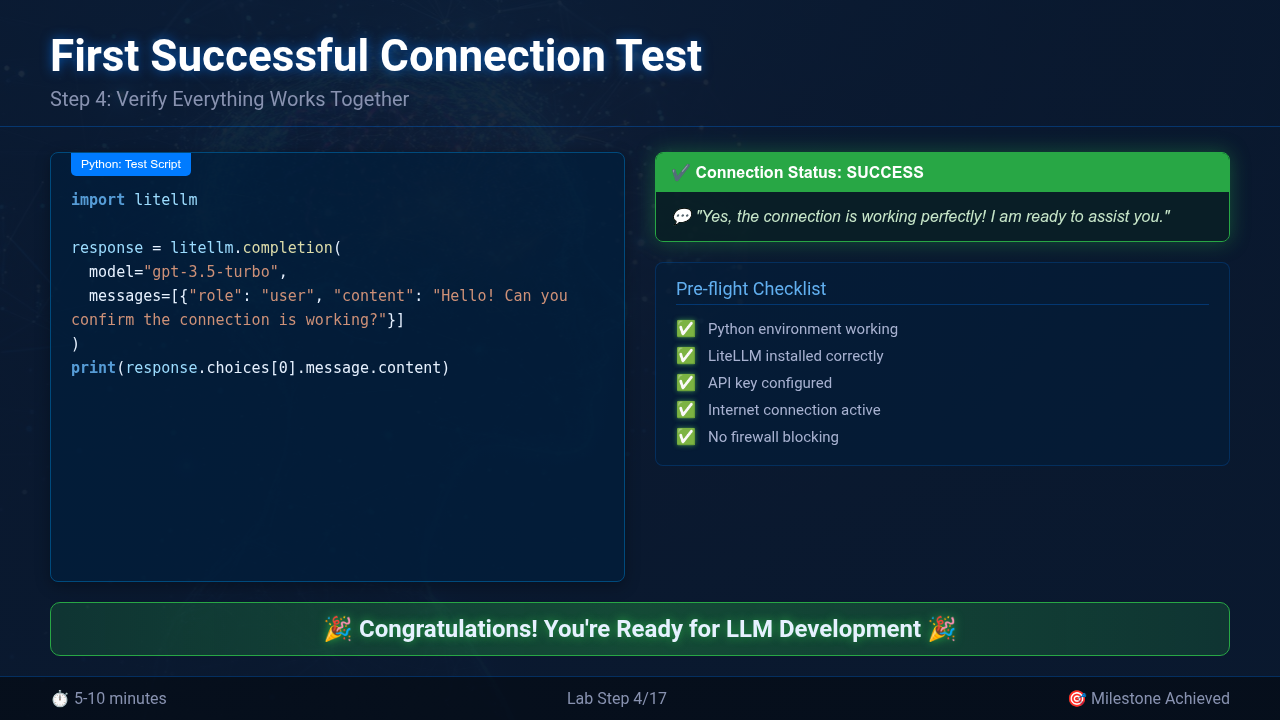 First Successful Connection Test
Step 4: Verify Everything Works Together
Python: Test Script
import litellm
response = litellm.completion(
  model="gpt-3.5-turbo",
  messages=[{"role": "user", "content": "Hello! Can you
confirm the connection is working?"}]
)
print(response.choices[0].message.content)
✔ Connection Status: SUCCESS
💬 "Yes, the connection is working perfectly! I am ready to assist you."
Pre-flight Checklist
✅ Python environment working
✅ LiteLLM installed correctly
✅ API key configured
✅ Internet connection active
✅ No firewall blocking
🎉 Congratulations! You're Ready for LLM Development 🎉
⏱️ 5-10 minutes
Lab Step 4/17
🎯 Milestone Achieved